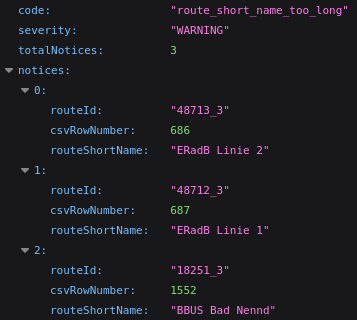 code: "route_short_name_too_long"
severity: "WARNING"
totalNotices: 3
notices:
0:
routeId: "48713_3"
csvRowNumber: 686
routeShortName: "ERadB Linie 2"
1:
routeId: "48712_3"
csvRowNumber: 687
routeShortName: "ERadB Linie 1"
2:
routeId: "18251_3"
csvRowNumber: 1552
routeShortName: "BBUS Bad Nennd"